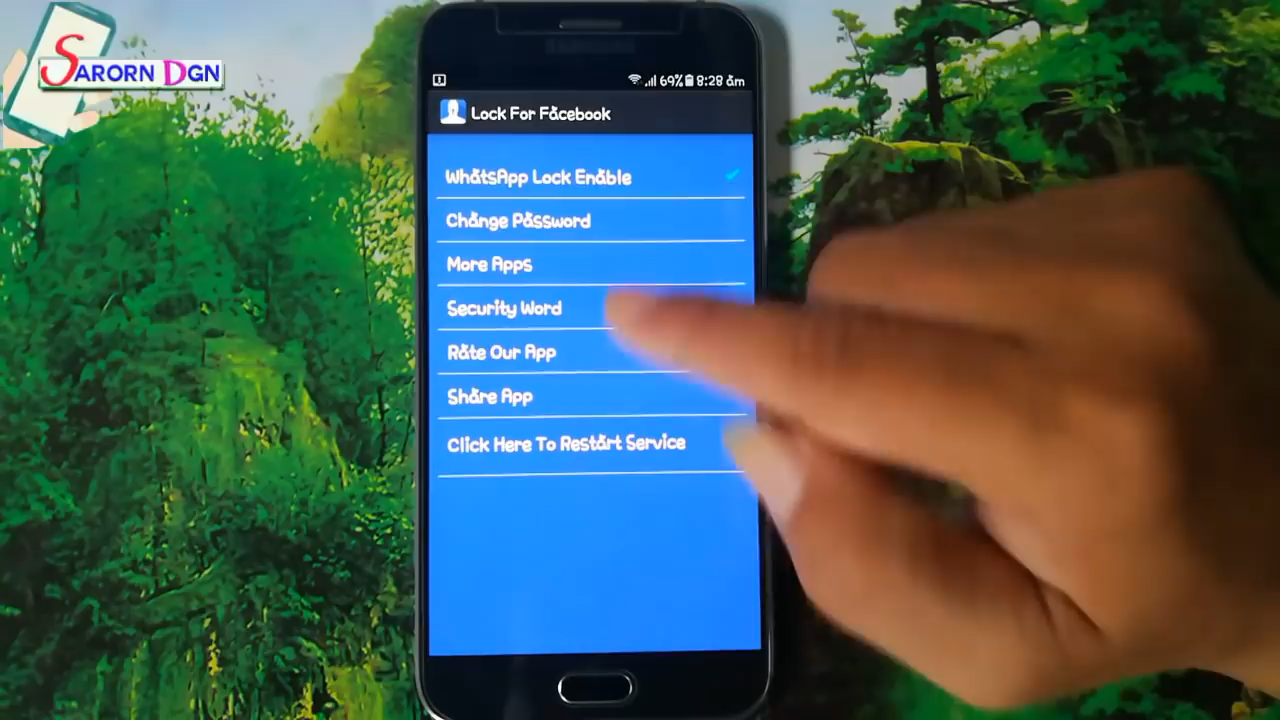 SARORN DGN
SAMSUNG
69% 8:28 am
Lock For Facebook
WhatsApp Lock Enable
Change Password
More Apps
Security Word
Rate Our App
Share App
Click Here To Restart Service